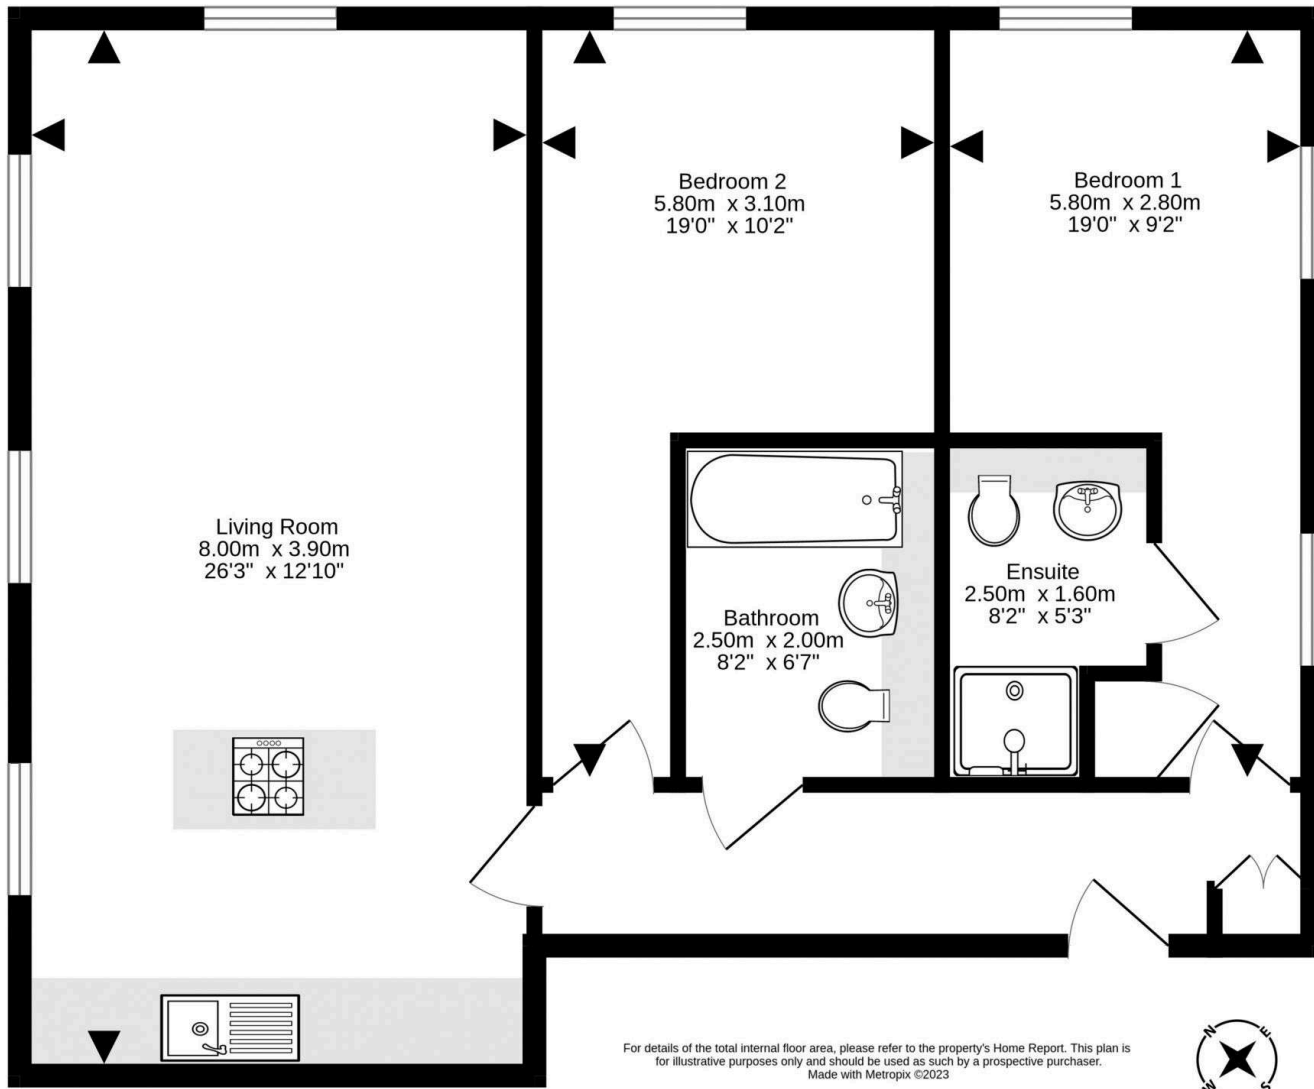 Bedroom 2
5.80m x 3.10m
19'0" x 10'2"
Bedroom 1
5.80m x 2.80m
19'0" x 9'2"
Living Room
8.00m x 3.90m
26'3" x 12'10"
Ensuite
2.50m x 1.60m
8'2" x 5'3"
Bathroom
2.50m x 2.00m
8'2" x 6'7"
For details of the total internal floor area, please refer to the property's Home Report. This plan is
for illustrative purposes only and should be used as such by a prospective purchaser.
Made with Metropix ©2023
N E
W S